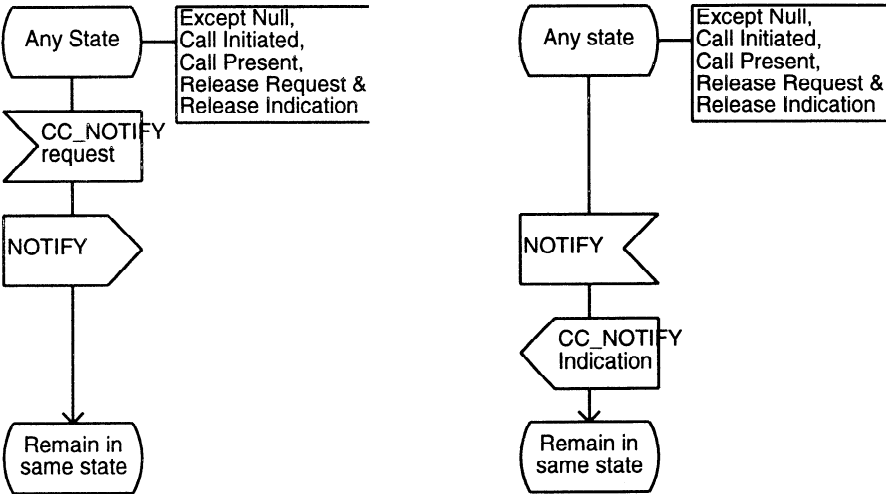 Any State
Except Null,
Call Initiated,
Call Present,
Release Request &
Release Indication
CC_NOTIFY
request
NOTIFY
Remain in
same state
Any state
Except Null,
Call Initiated,
Call Present,
Release Request &
Release Indication
NOTIFY
CC_NOTIFY
Indication
Remain in
same state